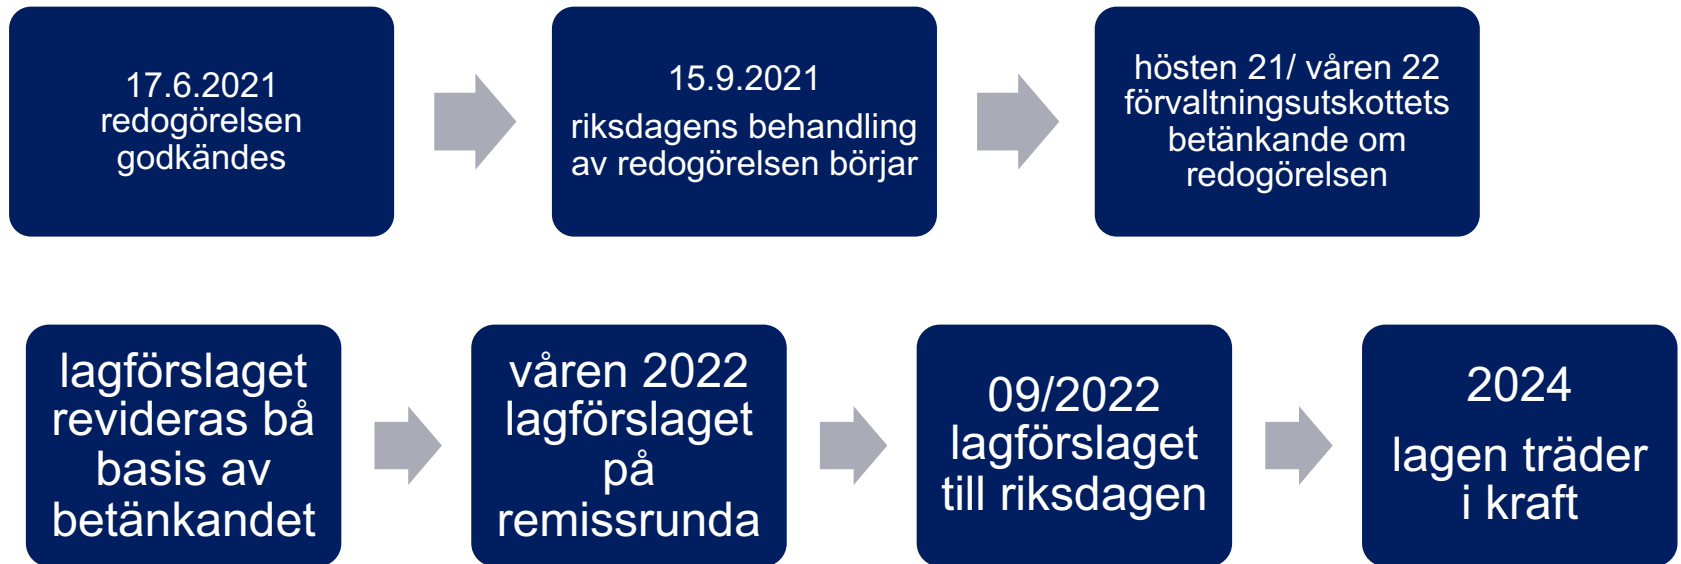 17.6.2021
redogörelsen
godkändes
15.9.2021
riksdagens behandling
av redogörelsen börjar
hösten 21/ våren 22
förvaltningsutskottets
betänkande om
redogörelsen
lagförslaget
revideras bå
basis av
betänkandet
våren 2022
lagförslaget
på
remissrunda
09/2022
lagförslaget
till riksdagen
2024
lagen träder
i kraft